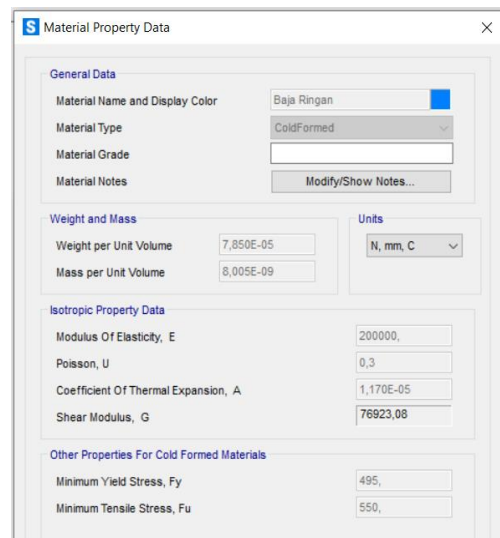 S Material Property Data
General Data
Material Name and Display Color Baja Ringan
Material Type ColdFormed
Material Grade
Material Notes Modify/Show Notes...
Weight and Mass
Weight per Unit Volume 7,850E-05
Mass per Unit Volume 8,005E-09
Units
N, mm, C
Isotropic Property Data
Modulus Of Elasticity, E 200000,
Poisson, U 0,3
Coefficient Of Thermal Expansion, A 1,170E-05
Shear Modulus, G 76923,08
Other Properties For Cold Formed Materials
Minimum Yield Stress, Fy 495,
Minimum Tensile Stress, Fu 550,